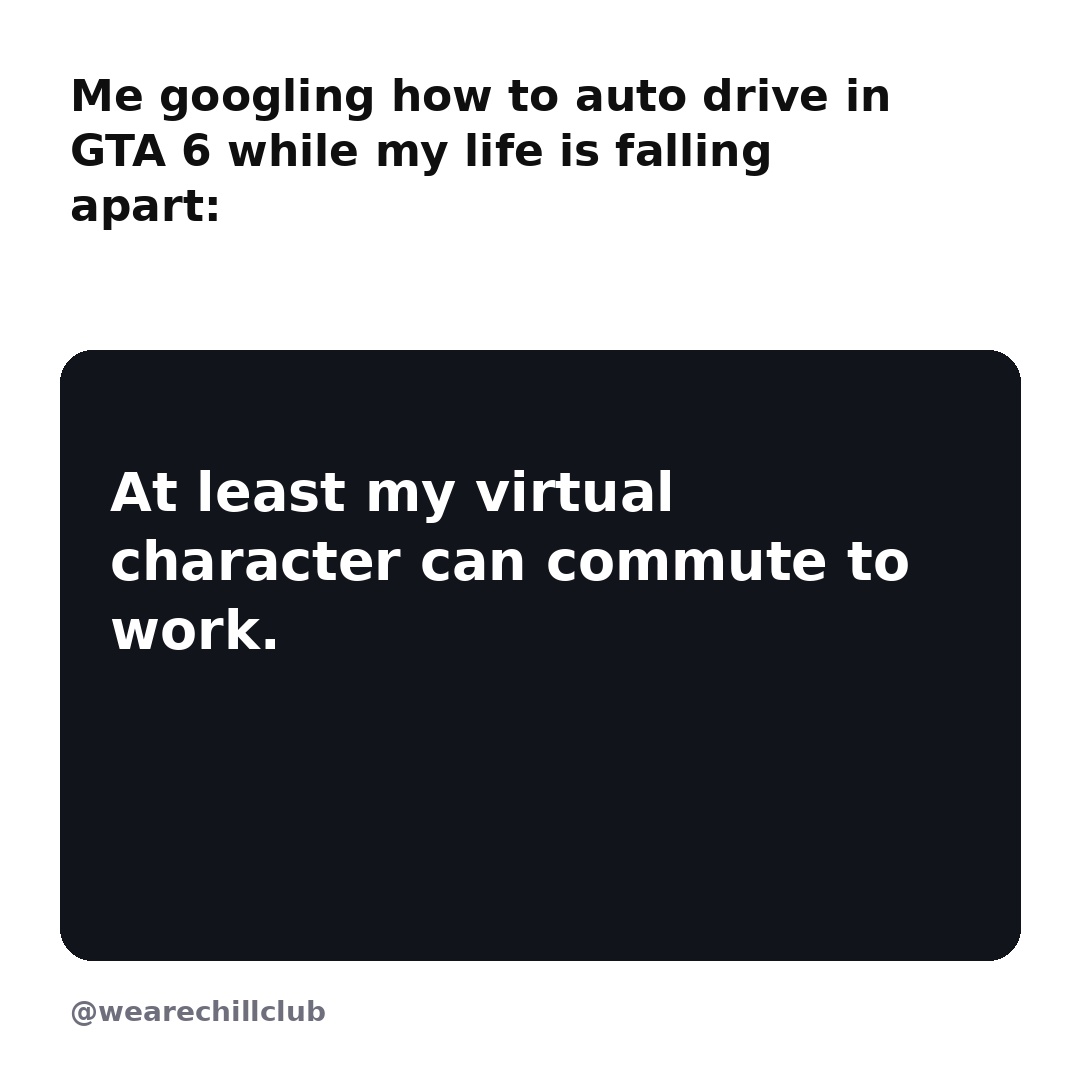 Me googling how to auto drive in
GTA 6 while my life is falling
apart:
At least my virtual
character can commute to
work.
@wearechillclub